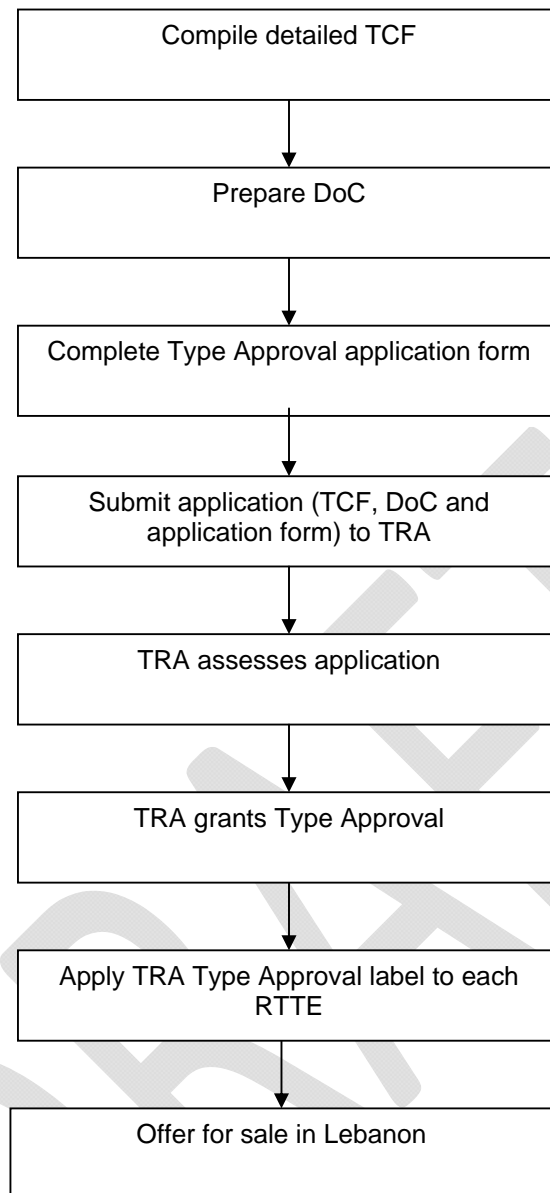 Compile detailed TCF
Prepare DoC
Complete Type Approval application form
Submit application (TCF, DoC and
application form) to TRA
TRA assesses application
TRA grants Type Approval
Apply TRA Type Approval label to each
RTTE
Offer for sale in Lebanon